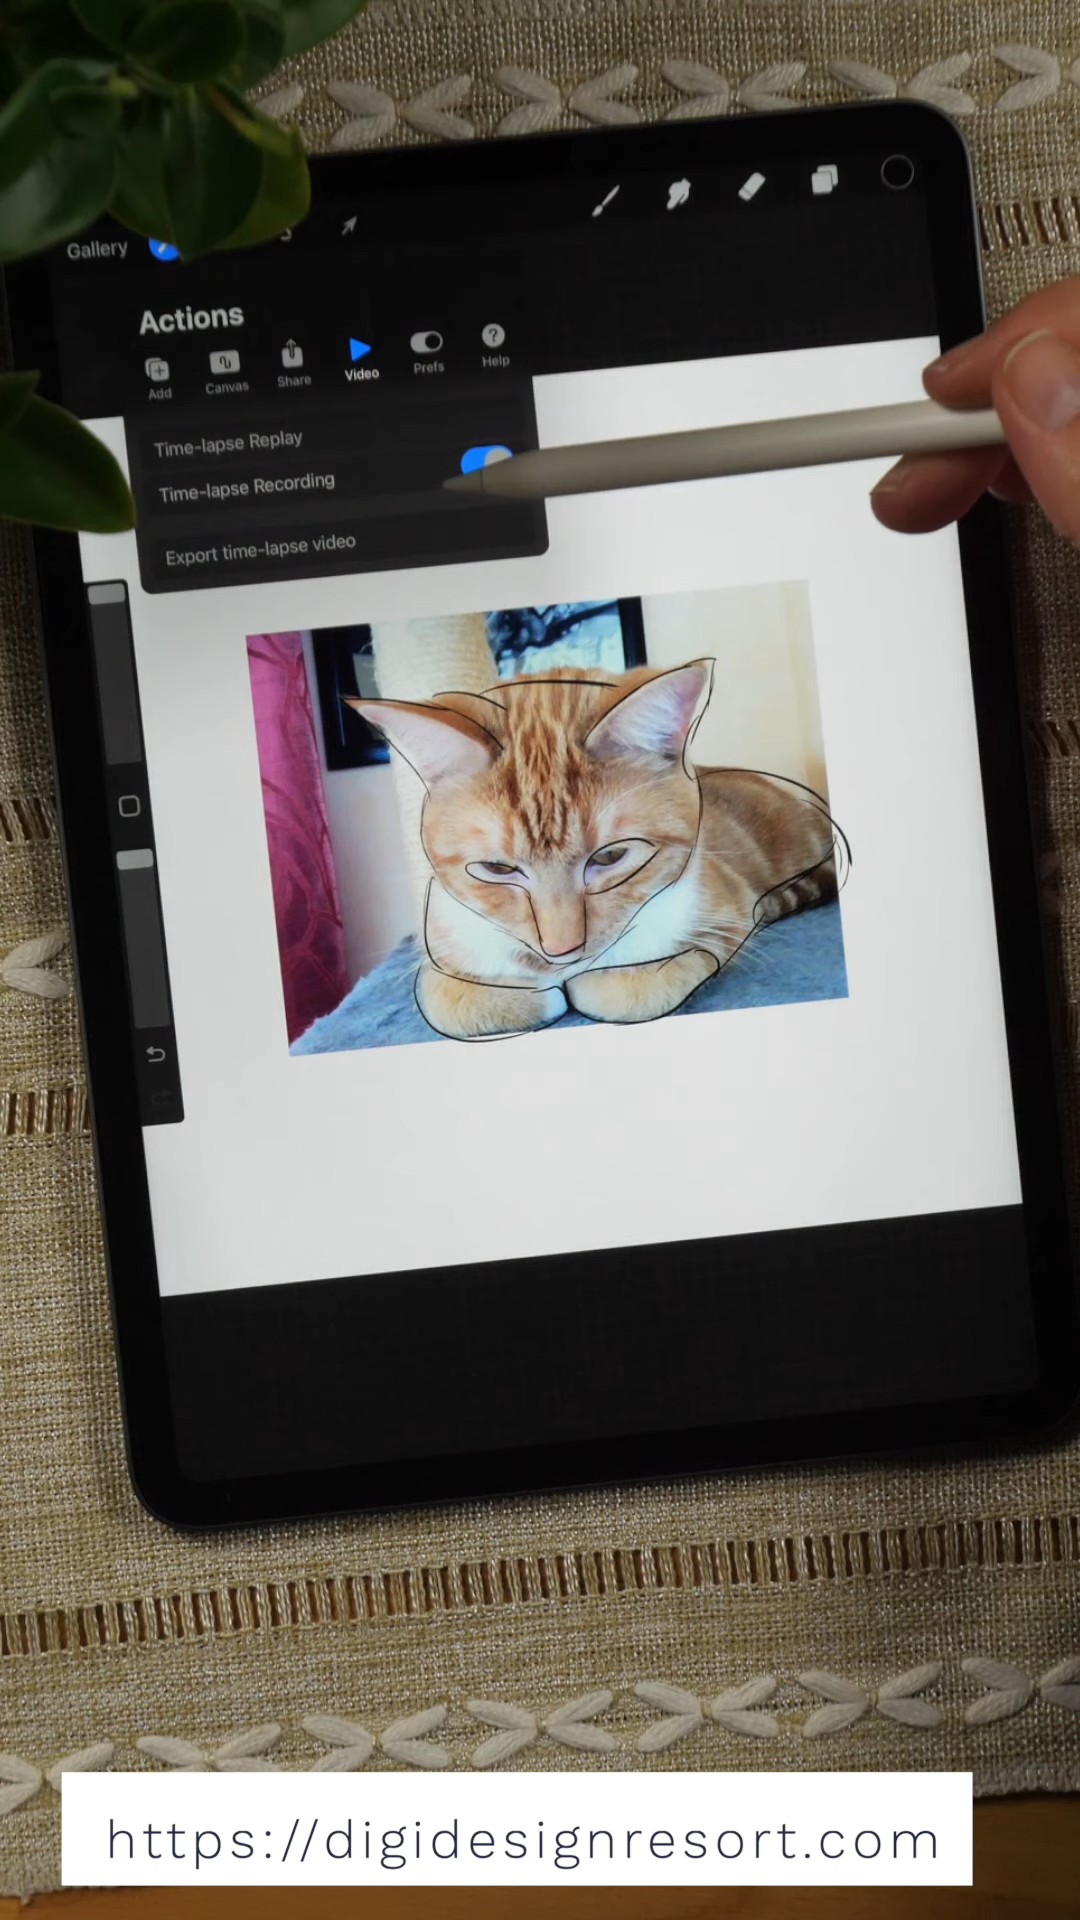 Gallery
Actions
Add Canvas Share Video Prefs Help
Time-lapse Replay
Time-lapse Recording
Export time-lapse video
https://digidesignresort.com